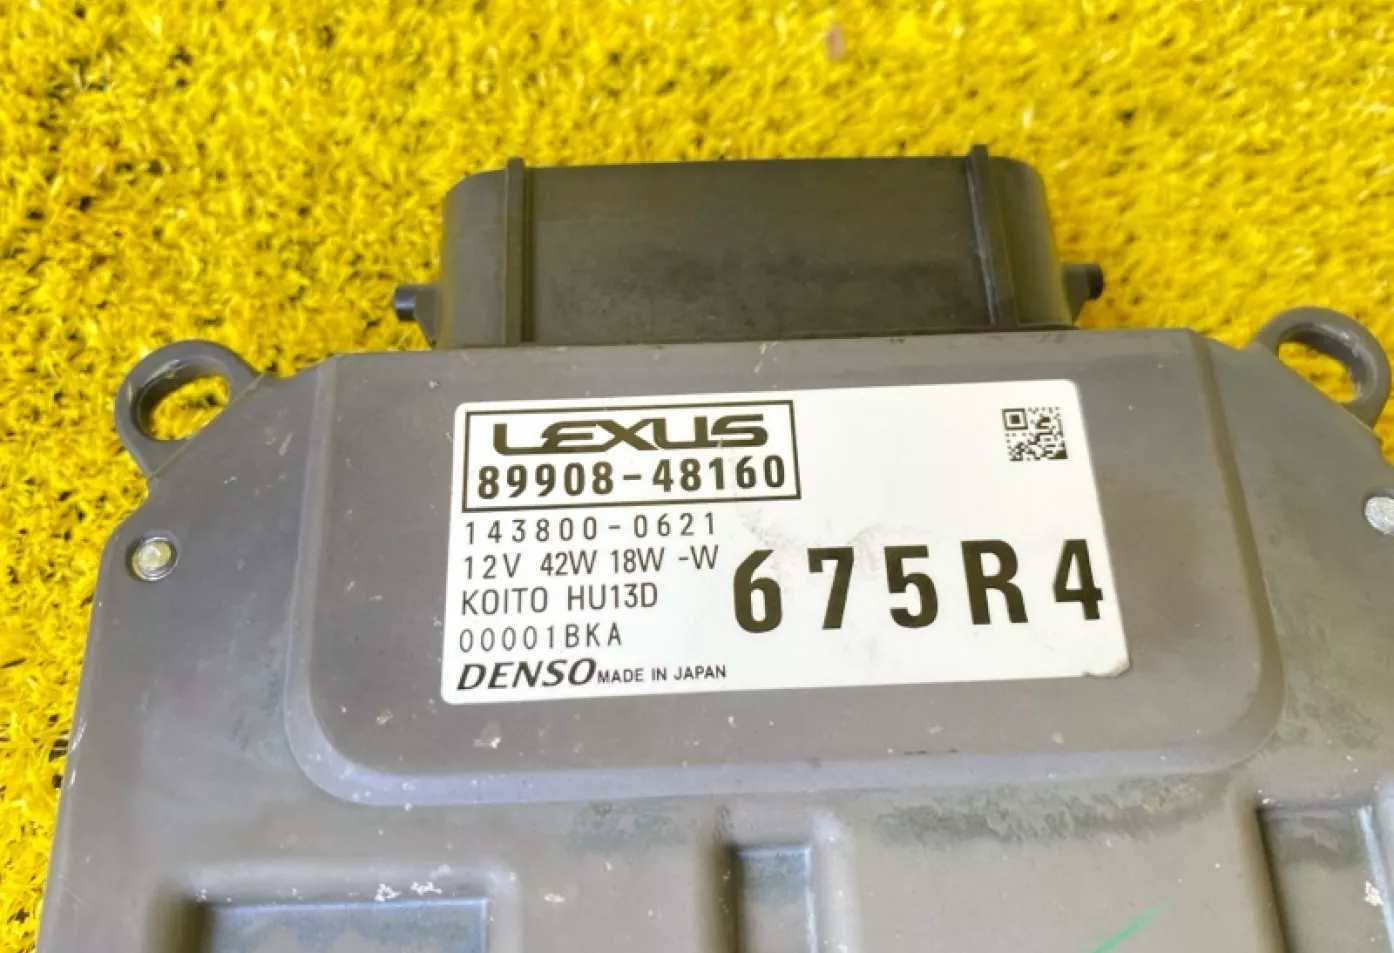 LEXUS
89908-48160
143800-0621
12V 42W 18W -W
KOITO HU13D
675R4
00001BKA
DENSO MADE IN JAPAN